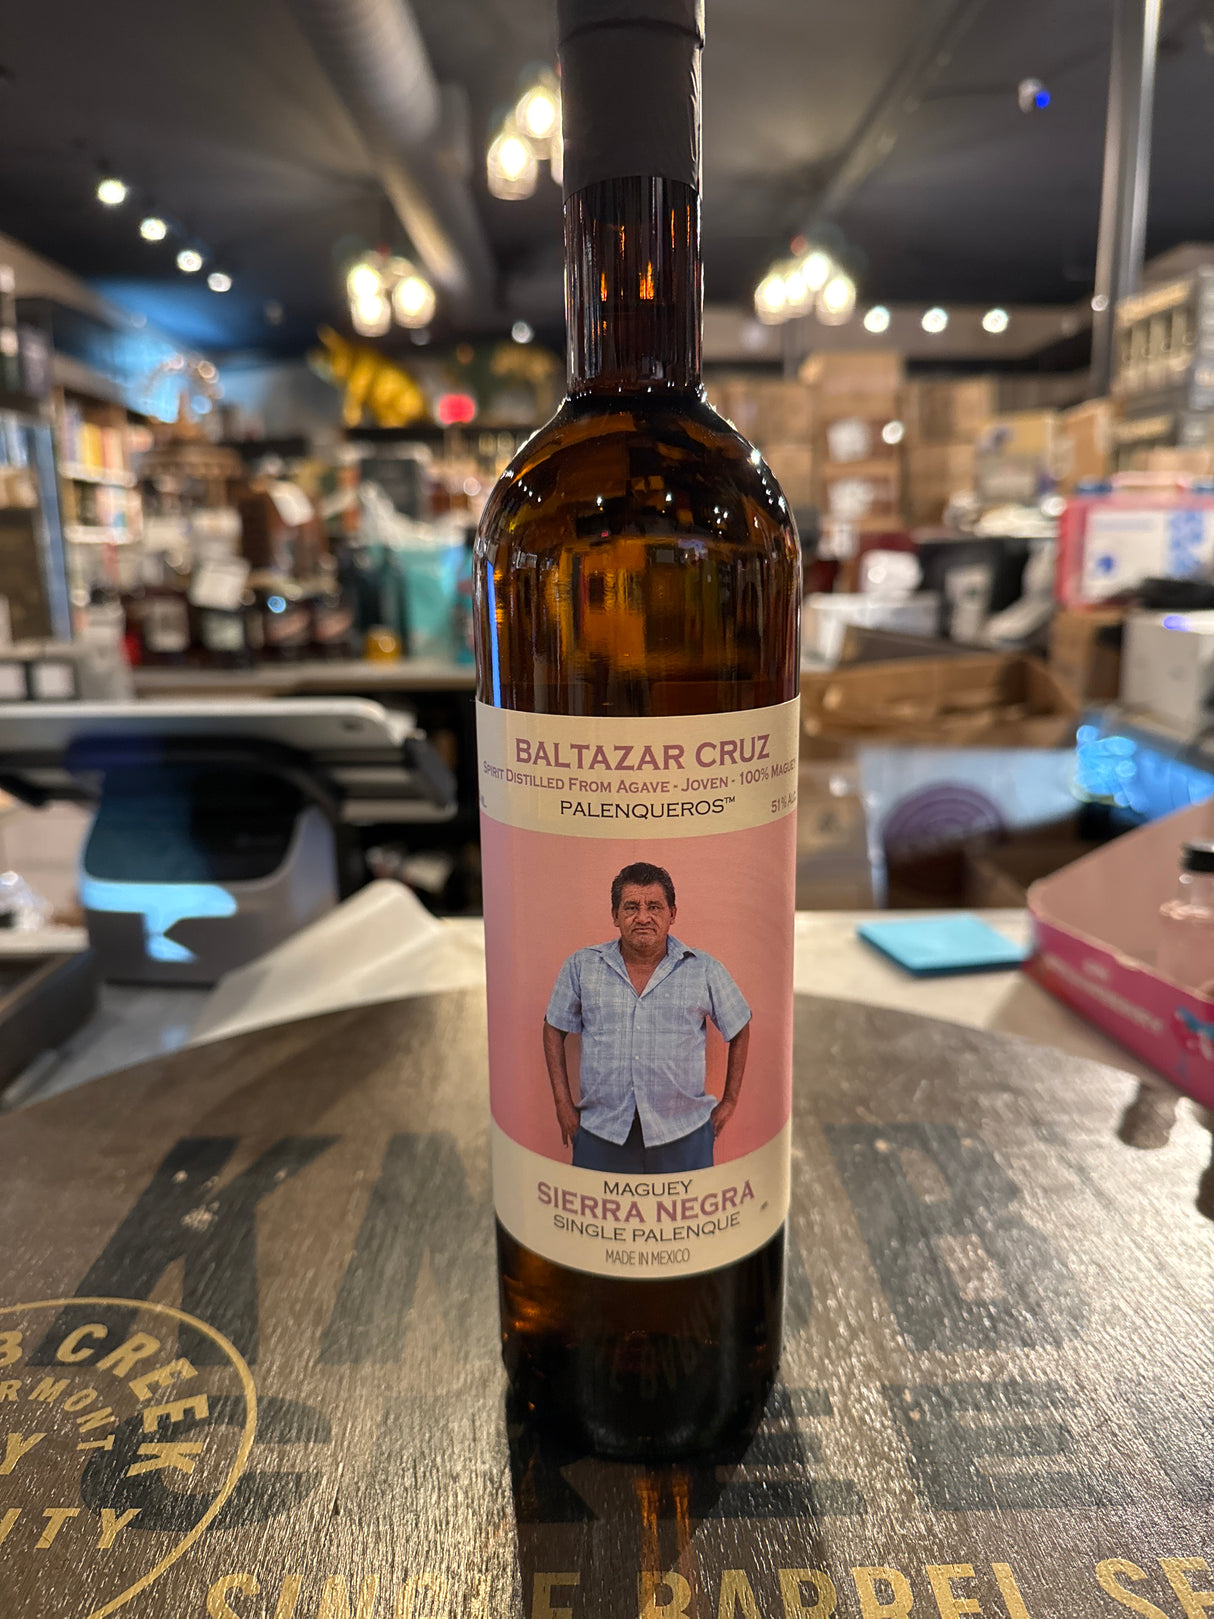 BALTAZAR CRUZ
SPIRIT DISTILLED FROM AGAVE - JOVEN - 100% MAGUEY
PALENQUEROS™
51% ALC
MAGUEY
SIERRA NEGRA
SINGLE PALENQUE
MADE IN MEXICO
CREEK
SINGLE BARREL SE